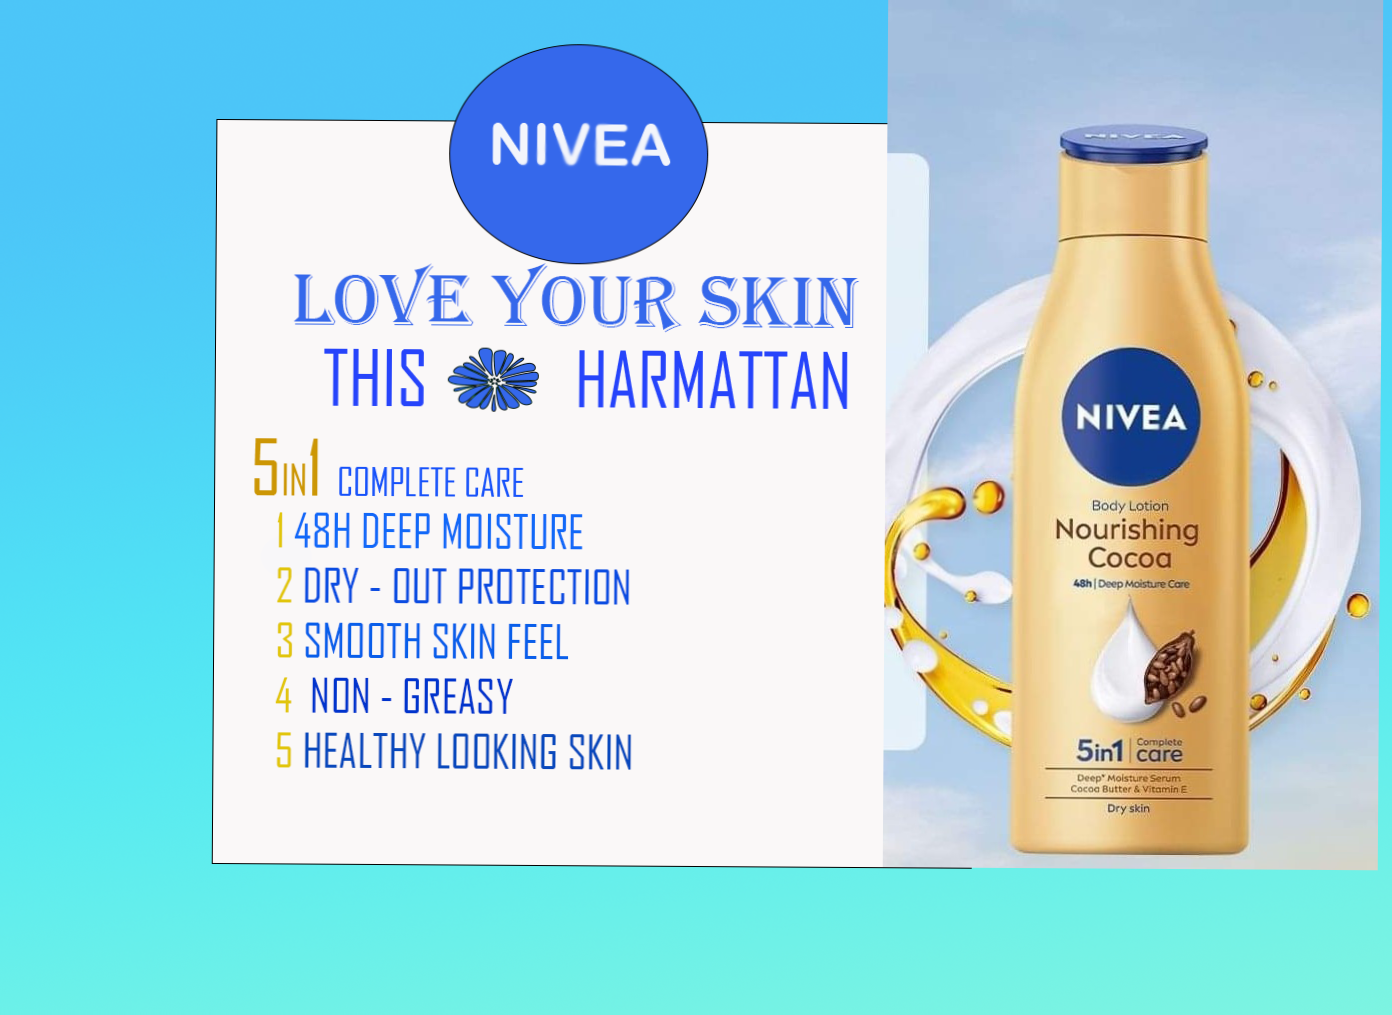 NIVEA
LOVE YOUR SKIN
THIS HARMATTAN
5IN1 COMPLETE CARE
1 48H DEEP MOISTURE
2 DRY - OUT PROTECTION
3 SMOOTH SKIN FEEL
4 NON - GREASY
5 HEALTHY LOOKING SKIN
NIVEA
NIVEA
Body Lotion
Nourishing
Cocoa
48h | Deep Moisture Care
5in1 | Complete care
Deep* Moisture Serum
Cocoa Butter & Vitamin E
Dry skin